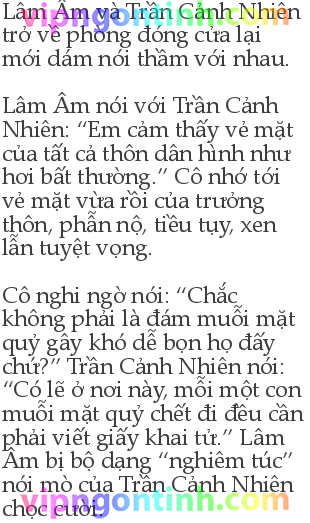 Lâm Âm và Trần Cảnh Nhiên
vipngontinh.com
trở về phòng đóng cửa lại
mới dám nói thầm với nhau.
Lâm Âm nói với Trần Cảnh
Nhiên: “Em cảm thấy vẻ mặt
của tất cả thôn dân hình như
hơi bất thường.” Cô nhớ tới
vẻ mặt vừa rồi của trưởng
thôn, phẫn nộ, tiều tụy, xen
lẫn tuyệt vọng.
Cô nghi ngờ nói: “Chắc
không phải là đám muỗi mặt
quỷ gây khó dễ bọn họ đấy
chứ?” Trần Cảnh Nhiên nói:
“Có lẽ ở nơi này, mỗi một con
muỗi mặt quỷ chết đi đều cần
phải viết giấy khai tử.” Lâm
Âm bị bộ dạng “nghiêm túc”
nói mò của Trần Cảnh Nhiên
vipngontinh.com
chọc cười.